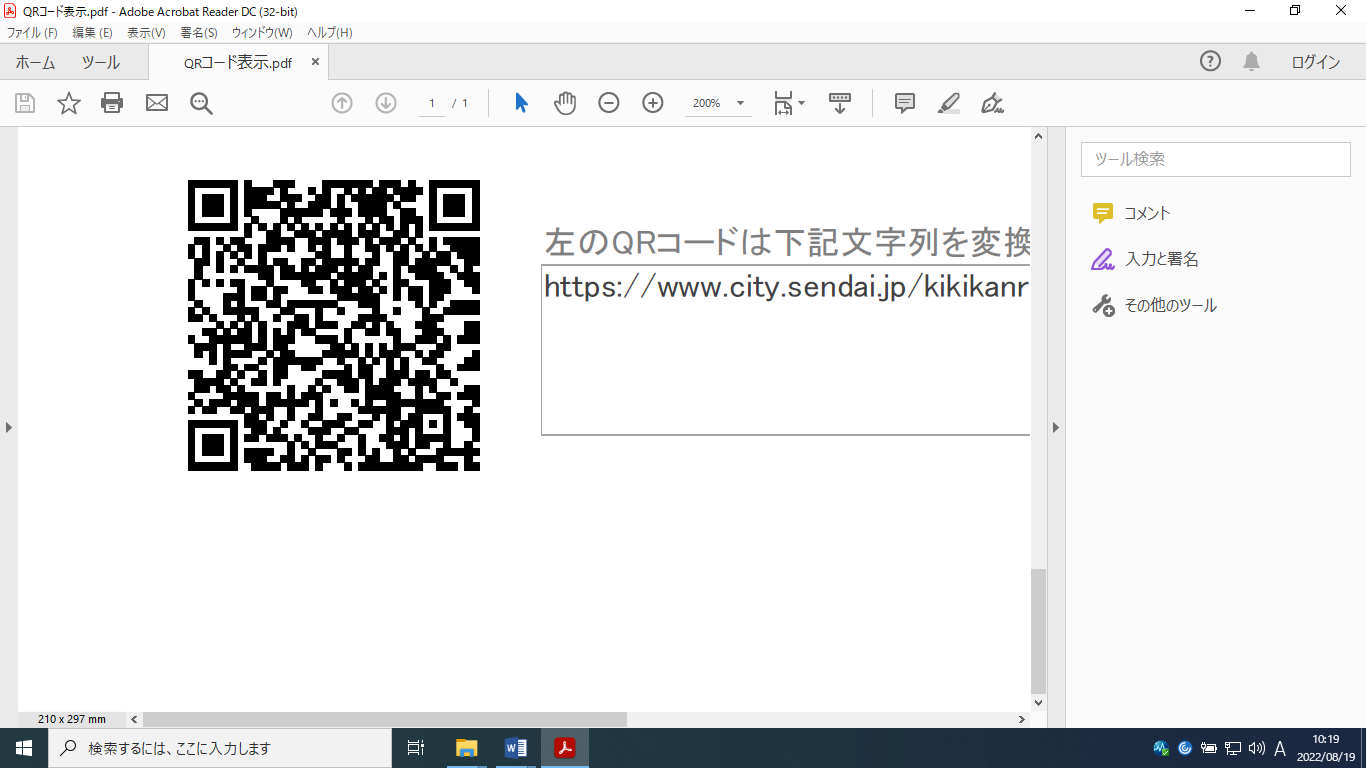 QRコード表示.pdf - Adobe Acrobat Reader DC (32-bit)
ファイル(F) 編集(E) 表示(V) 署名(S) ウィンドウ(W) ヘルプ(H)
ホーム ツール QRコード表示.pdf × ログイン
1 / 1 200%
ツール検索
コメント
入力と署名
その他のツール
左のQRコードは下記文字列を変換
https://www.city.sendai.jp/kikikanr
210 x 297 mm
検索するには、ここに入力します
A 10:19
2022/08/19